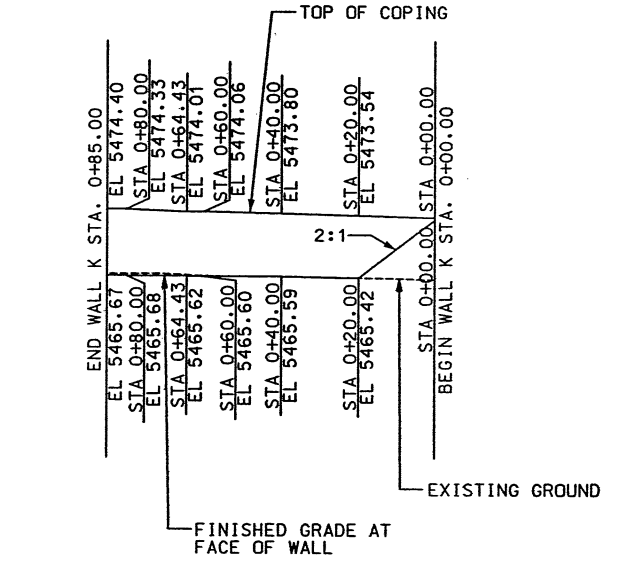 TOP OF COPING
END WALL K STA. 0+85.00
EL 5474.40
STA 0+80.00
EL 5474.33
STA 0+64.43
EL 5474.01
STA 0+60.00
EL 5474.06
STA 0+40.00
EL 5473.80
STA 0+20.00
EL 5473.54
STA 0+00.00
BEGIN WALL K STA. 0+00.00
2:1
EL 5465.67
STA 0+80.00
EL 5465.68
STA 0+64.43
EL 5465.62
STA 0+60.00
EL 5465.60
STA 0+40.00
EL 5465.59
STA 0+20.00
EL 5465.42
STA 0+00.00
EXISTING GROUND
FINISHED GRADE AT
FACE OF WALL